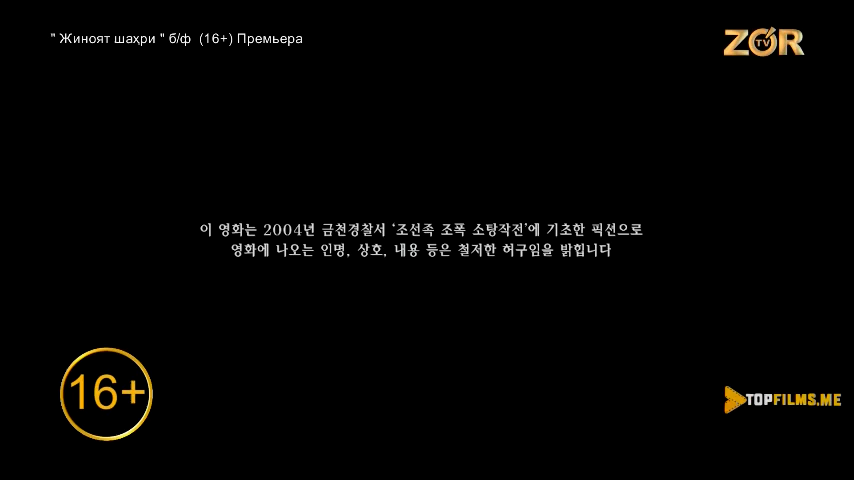 " Жиноят шаҳри " б/ф (16+) Премьера
ZOR TV
이 영화는 2004년 금천경찰서 ‘조선족 조폭 소탕작전’에 기초한 픽션으로
영화에 나오는 인명, 상호, 내용 등은 철저한 허구임을 밝힙니다
16+
TOPFILMS.ME